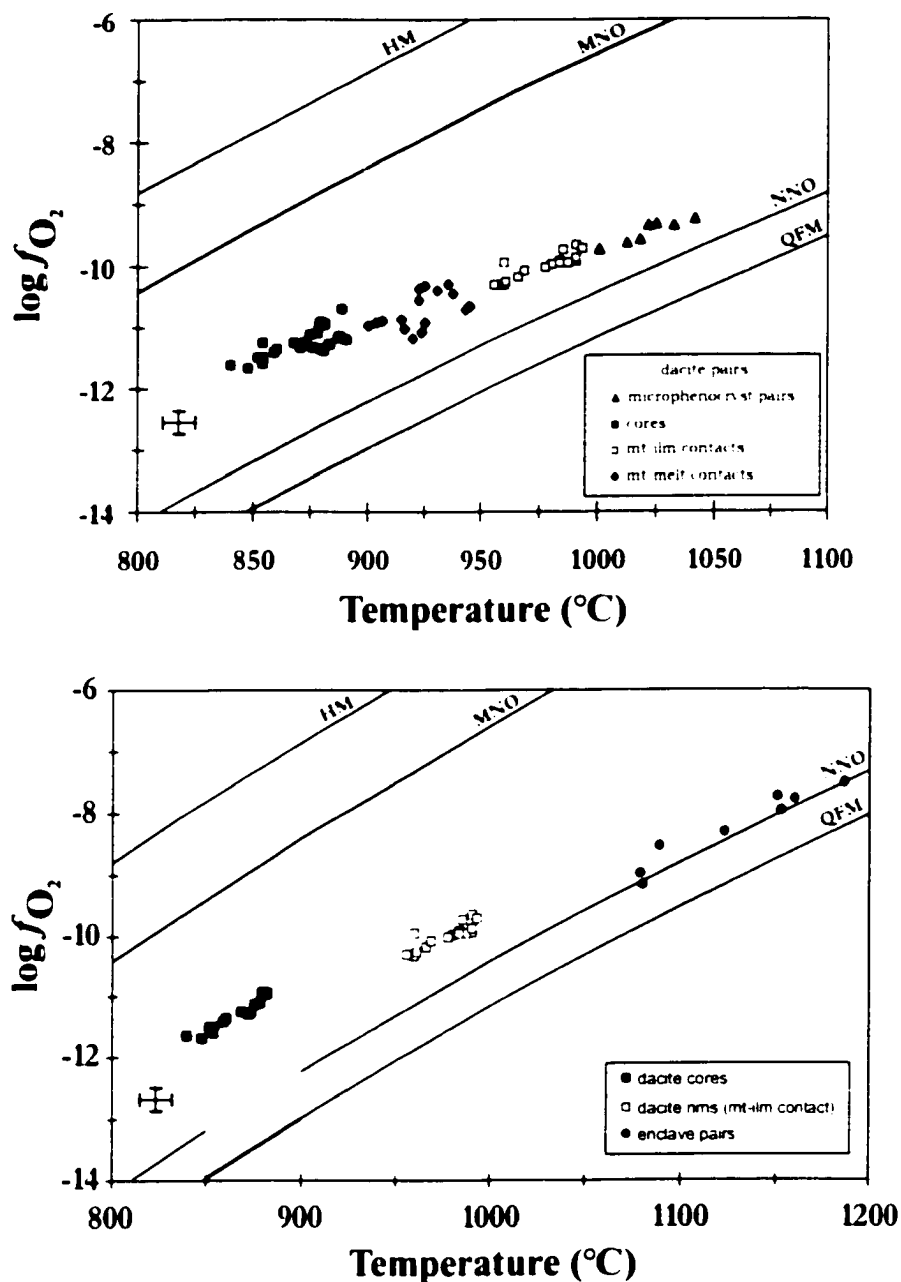 -6
-8
-10
-12
-14
log fO2
HM
MNO
NNO
QFM
dacite pairs
▲ microphenocryst pairs
■ cores
□ mt-ilm contacts
◆ mt-melt contacts
800 850 900 950 1000 1050 1100
Temperature (°C)
-6
-8
-10
-12
-14
log fO2
HM
MNO
NNO
QFM
■ dacite cores
□ dacite rims (mt-ilm contact)
● enclave pairs
800 900 1000 1100 1200
Temperature (°C)